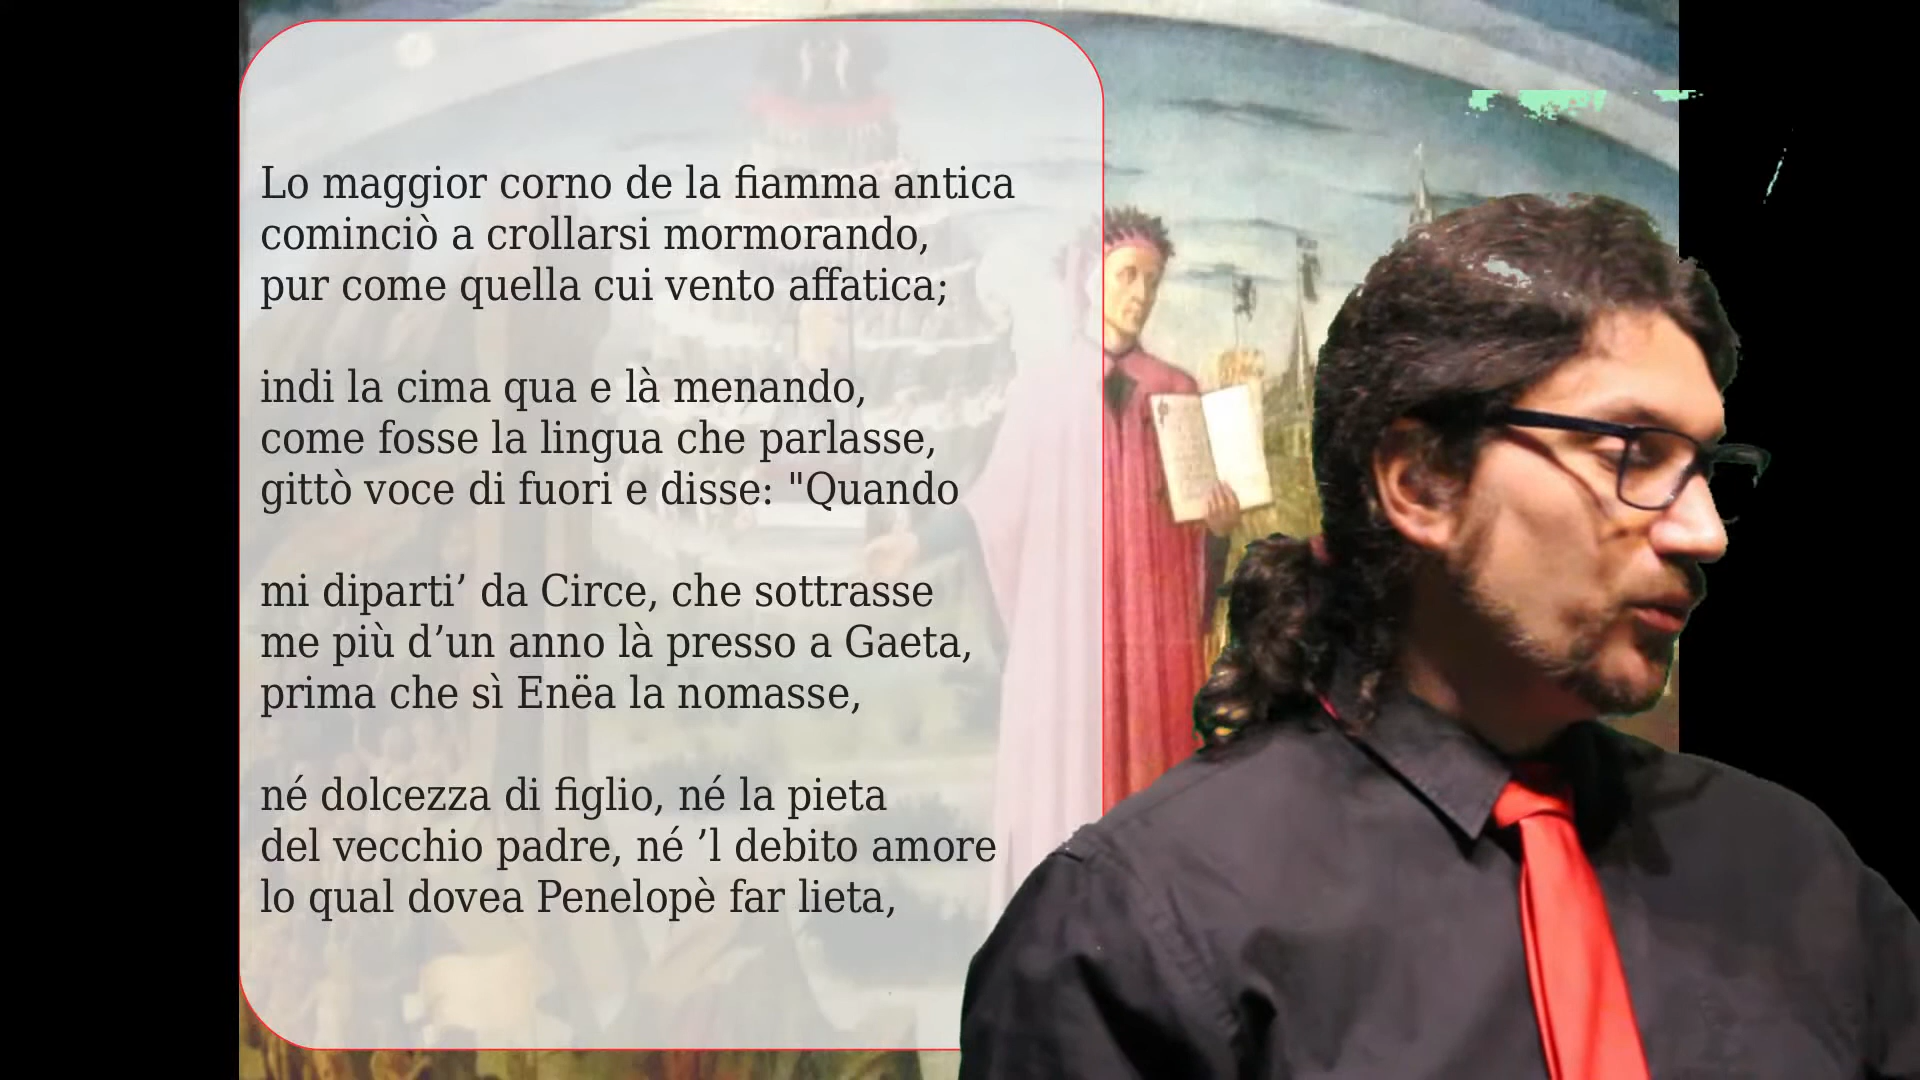 Lo maggior corno de la fiamma antica
cominciò a crollarsi mormorando,
pur come quella cui vento affatica;
indi la cima qua e là menando,
come fosse la lingua che parlasse,
gittò voce di fuori e disse: "Quando
mi diparti’ da Circe, che sottrasse
me più d’un anno là presso a Gaeta,
prima che sì Enëa la nomasse,
né dolcezza di figlio, né la pieta
del vecchio padre, né ’l debito amore
lo qual dovea Penelopè far lieta,